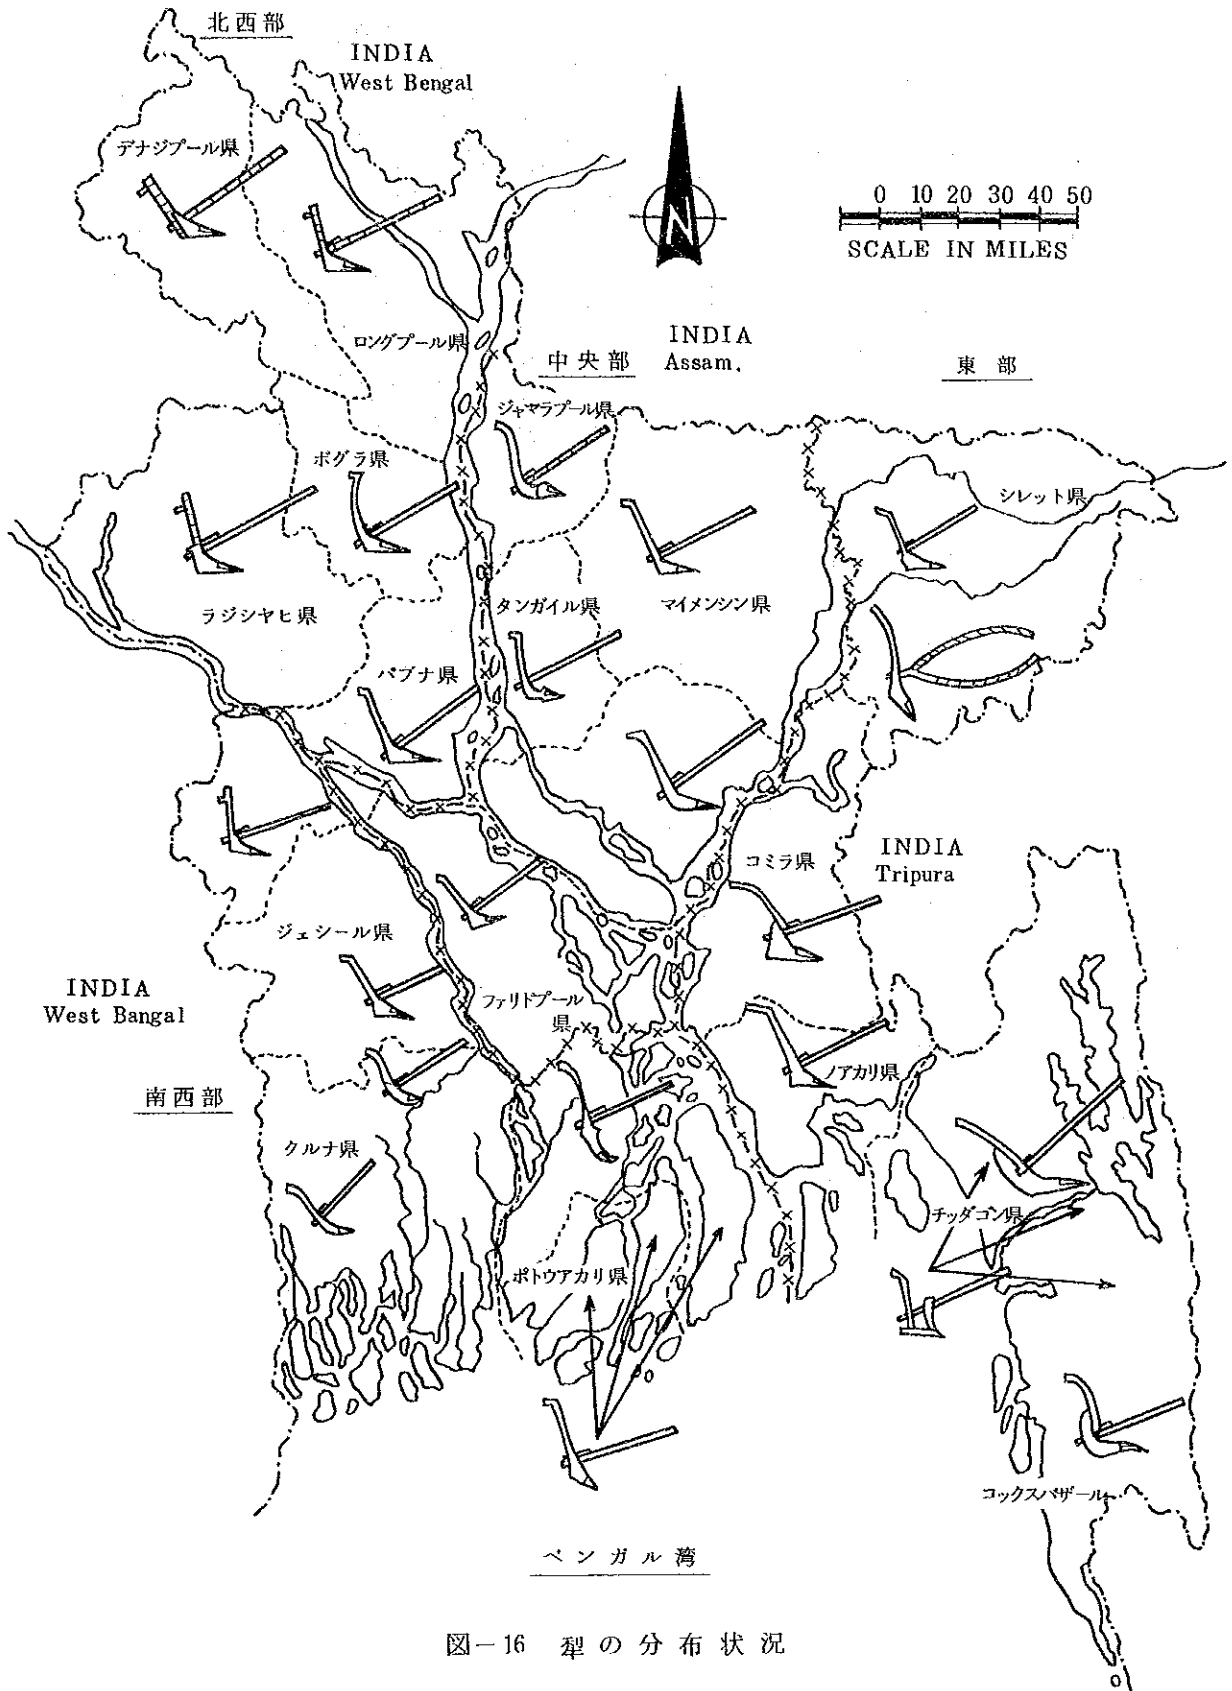 北西部
INDIA
West Bengal
デナジプール県
0 10 20 30 40 50
SCALE IN MILES
N
ロングプール県
INDIA
Assam.
中央部
東部
ジャマラプール県
ボグラ県
シレット県
ラジシヤヒ県
タンガイル県
マイメンシン県
パブナ県
コミラ県
INDIA
Tripura
ジェシール県
INDIA
West Bangal
ファリドプール
県
ノアカリ県
南西部
クルナ県
チッダゴン県
ポトウアカリ県
コックスバザール
ベンガル湾
図-16 犂の分布状況